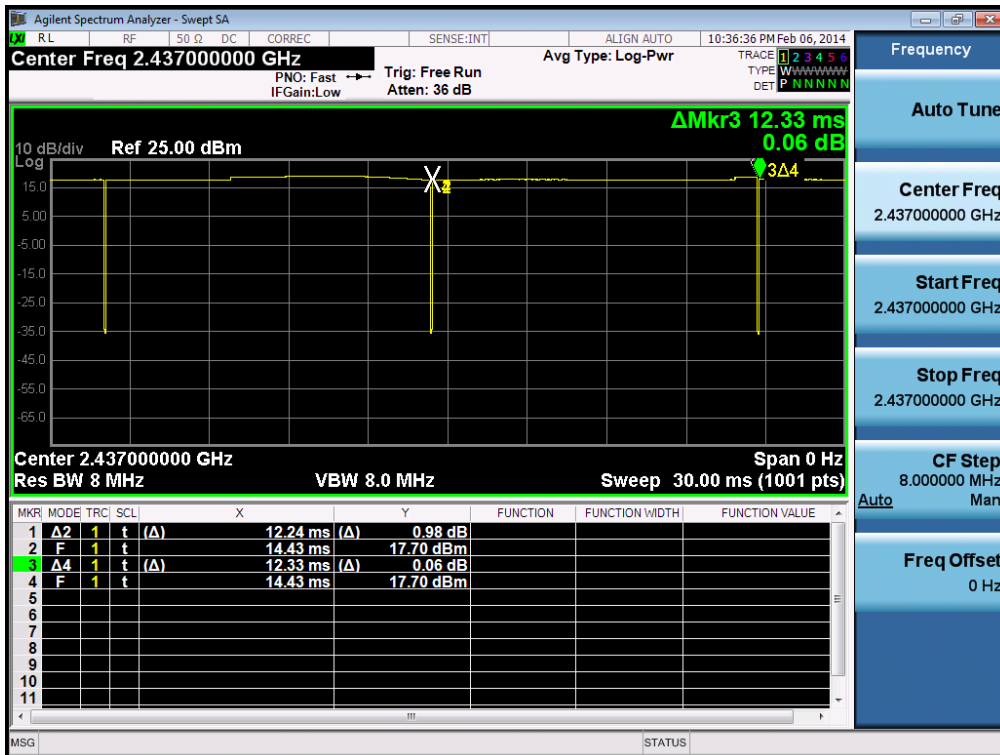 Agilent Spectrum Analyzer - Swept SA
LXI RL RF 50 Ω DC CORREC SENSE:INT ALIGN AUTO 10:36:36 PM Feb 06, 2014
Center Freq 2.437000000 GHz
PNO: Fast
IFGain:Low
Trig: Free Run
Atten: 36 dB
Avg Type: Log-Pwr
TRACE 1 2 3 4 5 6
TYPE WWWWWW
DET P N N N N N
ΔMkr3 12.33 ms
0.06 dB
10 dB/div Ref 25.00 dBm
Log
3Δ4
15.0
5.00
-5.00
-15.0
-25.0
-35.0
-45.0
-55.0
-65.0
Center 2.437000000 GHz Span 0 Hz
Res BW 8 MHz VBW 8.0 MHz Sweep 30.00 ms (1001 pts)
MKR MODE TRC SCL X Y FUNCTION FUNCTION WIDTH FUNCTION VALUE
1 Δ2 1 t (Δ) 12.24 ms (Δ) 0.98 dB
2 F 1 t 14.43 ms 17.70 dBm
3 Δ4 1 t (Δ) 12.33 ms (Δ) 0.06 dB
4 F 1 t 14.43 ms 17.70 dBm
5
6
7
8
9
10
11
MSG STATUS
Frequency
Auto Tune
Center Freq
2.437000000 GHz
Start Freq
2.437000000 GHz
Stop Freq
2.437000000 GHz
CF Step
8.000000 MHz
Auto Man
Freq Offset
0 Hz